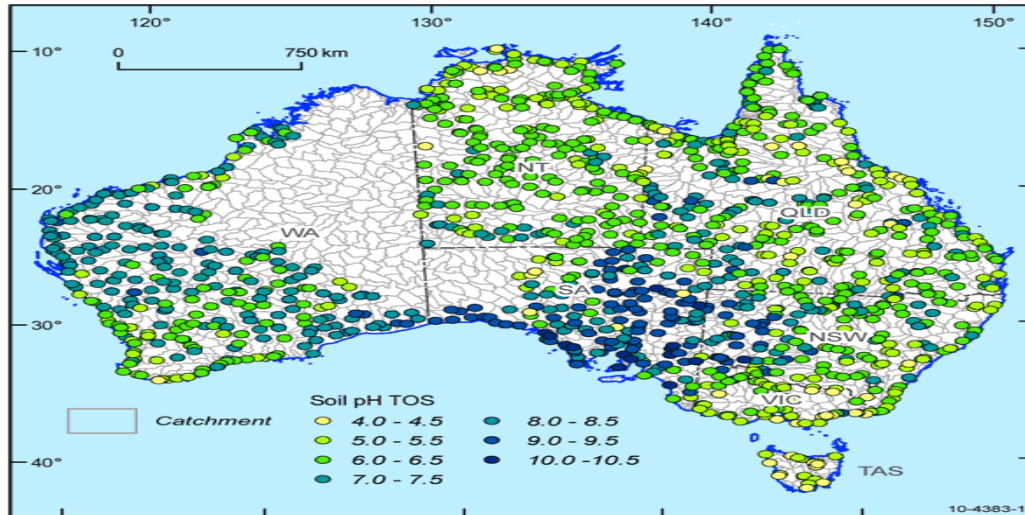 120° 130° 140° 150°
10°
0 750 km
NT
20°
QLD
WA
SA
30°
NSW
VIC
Soil pH TOS
Catchment
4.0 - 4.5
5.0 - 5.5
6.0 - 6.5
7.0 - 7.5
8.0 - 8.5
9.0 - 9.5
10.0 -10.5
40°
TAS
10-4383-1